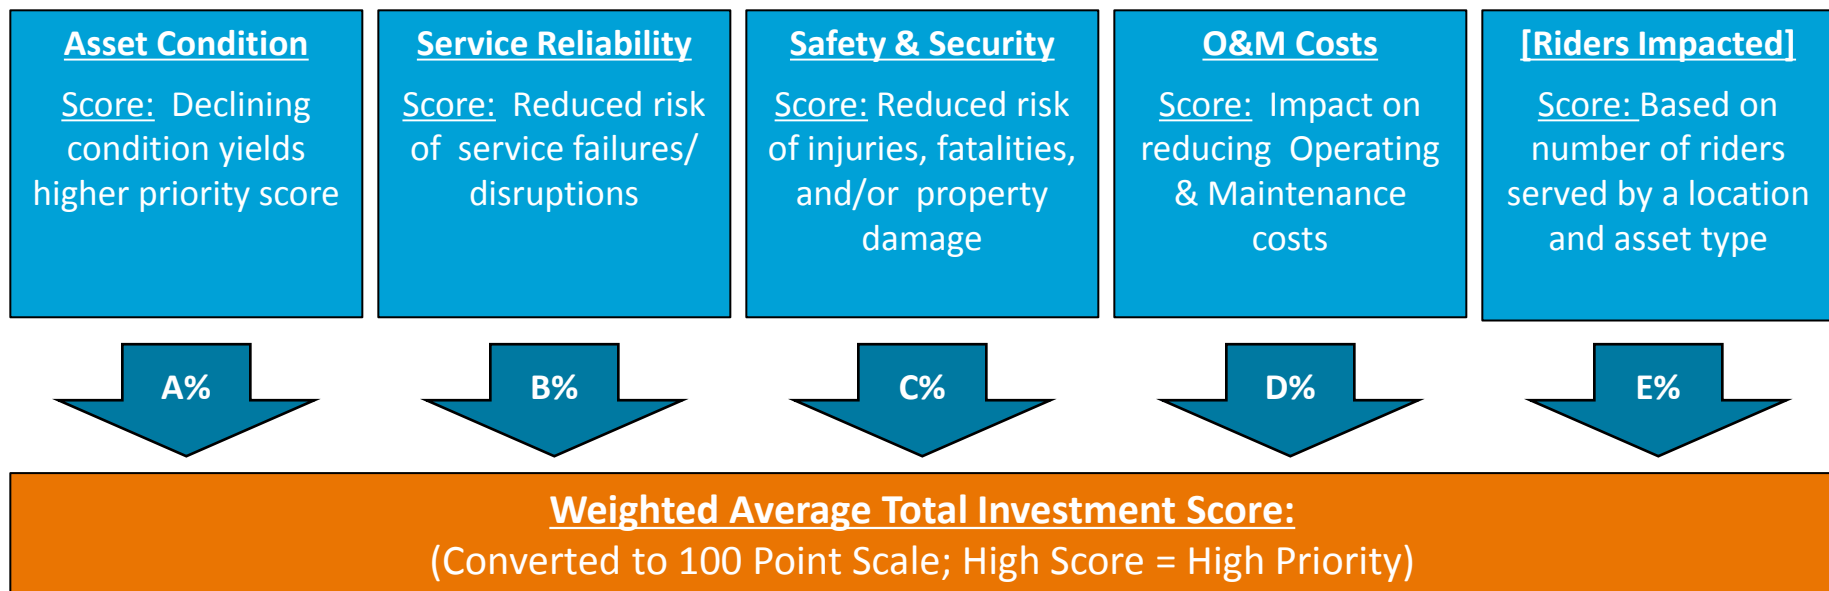 Asset Condition
Score: Declining
condition yields
higher priority score
Service Reliability
Score: Reduced risk
of service failures/
disruptions
Safety & Security
Score: Reduced risk
of injuries, fatalities,
and/or property
damage
O&M Costs
Score: Impact on
reducing Operating
& Maintenance
costs
[Riders Impacted]
Score: Based on
number of riders
served by a location
and asset type
A%
B%
C%
D%
E%
Weighted Average Total Investment Score:
(Converted to 100 Point Scale; High Score = High Priority)